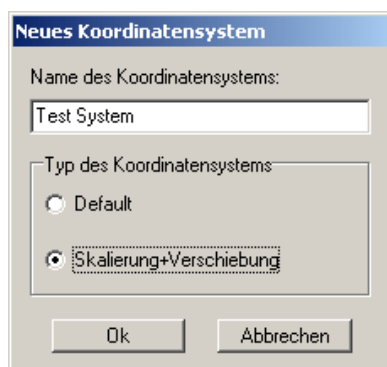 Neues Koordinatensystem
Name des Koordinatensystems:
Test System
Typ des Koordinatensystems
Default
Skalierung+Verschiebung
Ok
Abbrechen